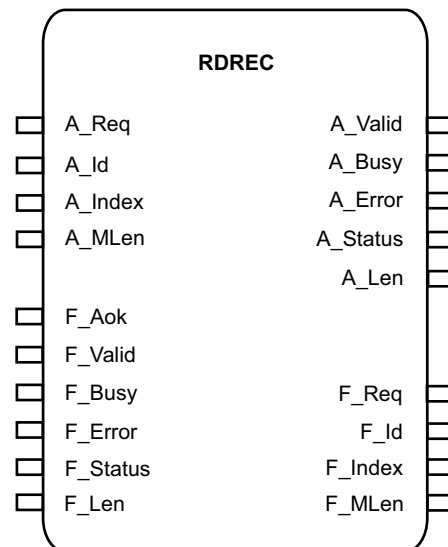 RDREC
A_Req A_Valid
A_Id A_Busy
A_Index A_Error
A_MLen A_Status
A_Len
F_Aok
F_Valid
F_Busy F_Req
F_Error F_Id
F_Status F_Index
F_Len F_MLen